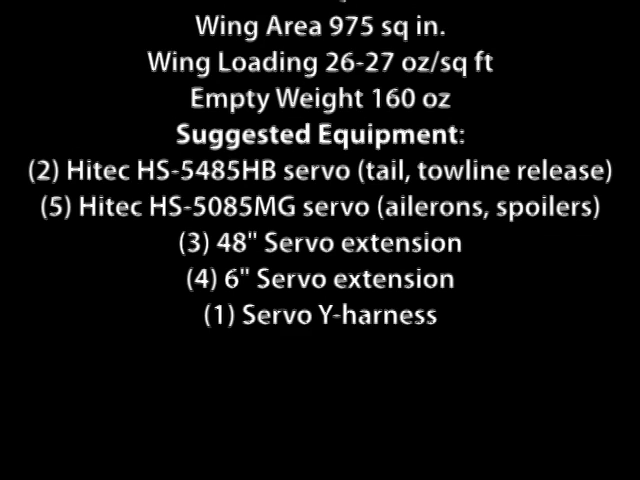 Wing Area 975 sq in.
Wing Loading 26-27 oz/sq ft
Empty Weight 160 oz
Suggested Equipment:
(2) Hitec HS-5485HB servo (tail, towline release)
(5) Hitec HS-5085MG servo (ailerons, spoilers)
(3) 48" Servo extension
(4) 6" Servo extension
(1) Servo Y-harness